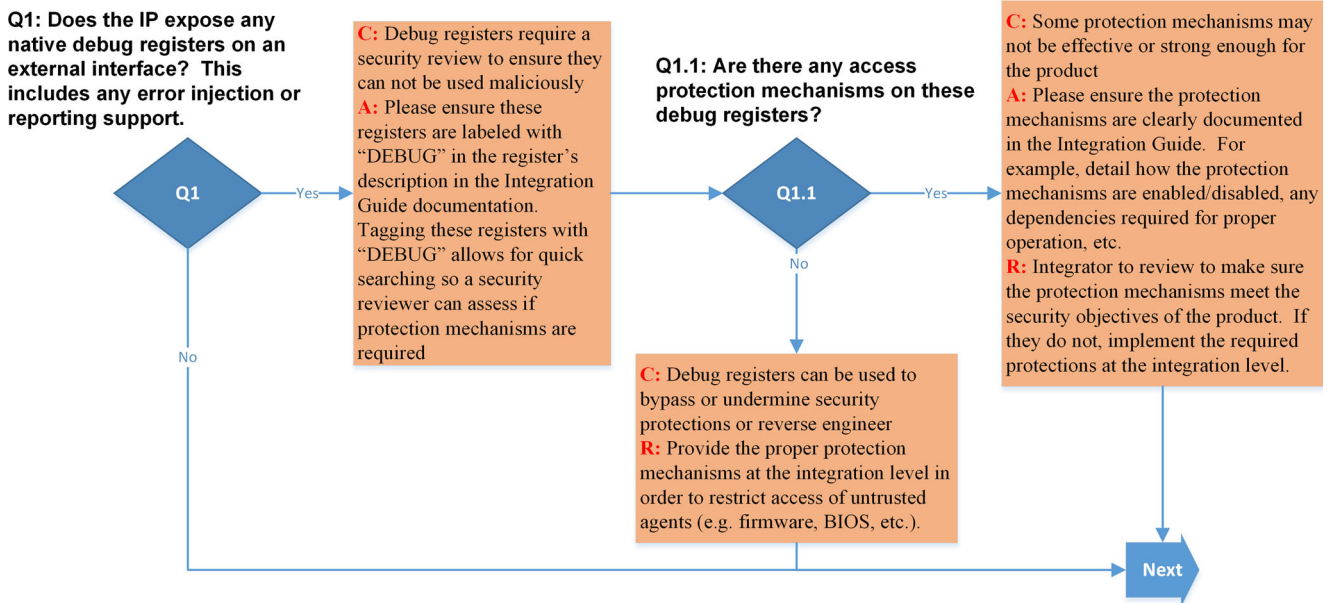 Q1: Does the IP expose any
native debug registers on an
external interface?  This
includes any error injection or
reporting support.
Q1
Yes
No
C: Debug registers require a
security review to ensure they
can not be used maliciously
A: Please ensure these
registers are labeled with
“DEBUG” in the register’s
description in the Integration
Guide documentation.
Tagging these registers with
“DEBUG” allows for quick
searching so a security
reviewer can assess if
protection mechanisms are
required
Q1.1: Are there any access
protection mechanisms on these
debug registers?
Q1.1
Yes
No
C: Debug registers can be used to
bypass or undermine security
protections or reverse engineer
R: Provide the proper protection
mechanisms at the integration level in
order to restrict access of untrusted
agents (e.g. firmware, BIOS, etc.).
C: Some protection mechanisms may
not be effective or strong enough for
the product
A: Please ensure the protection
mechanisms are clearly documented
in the Integration Guide.  For
example, detail how the protection
mechanisms are enabled/disabled, any
dependencies required for proper
operation, etc.
R: Integrator to review to make sure
the protection mechanisms meet the
security objectives of the product.  If
they do not, implement the required
protections at the integration level.
Next